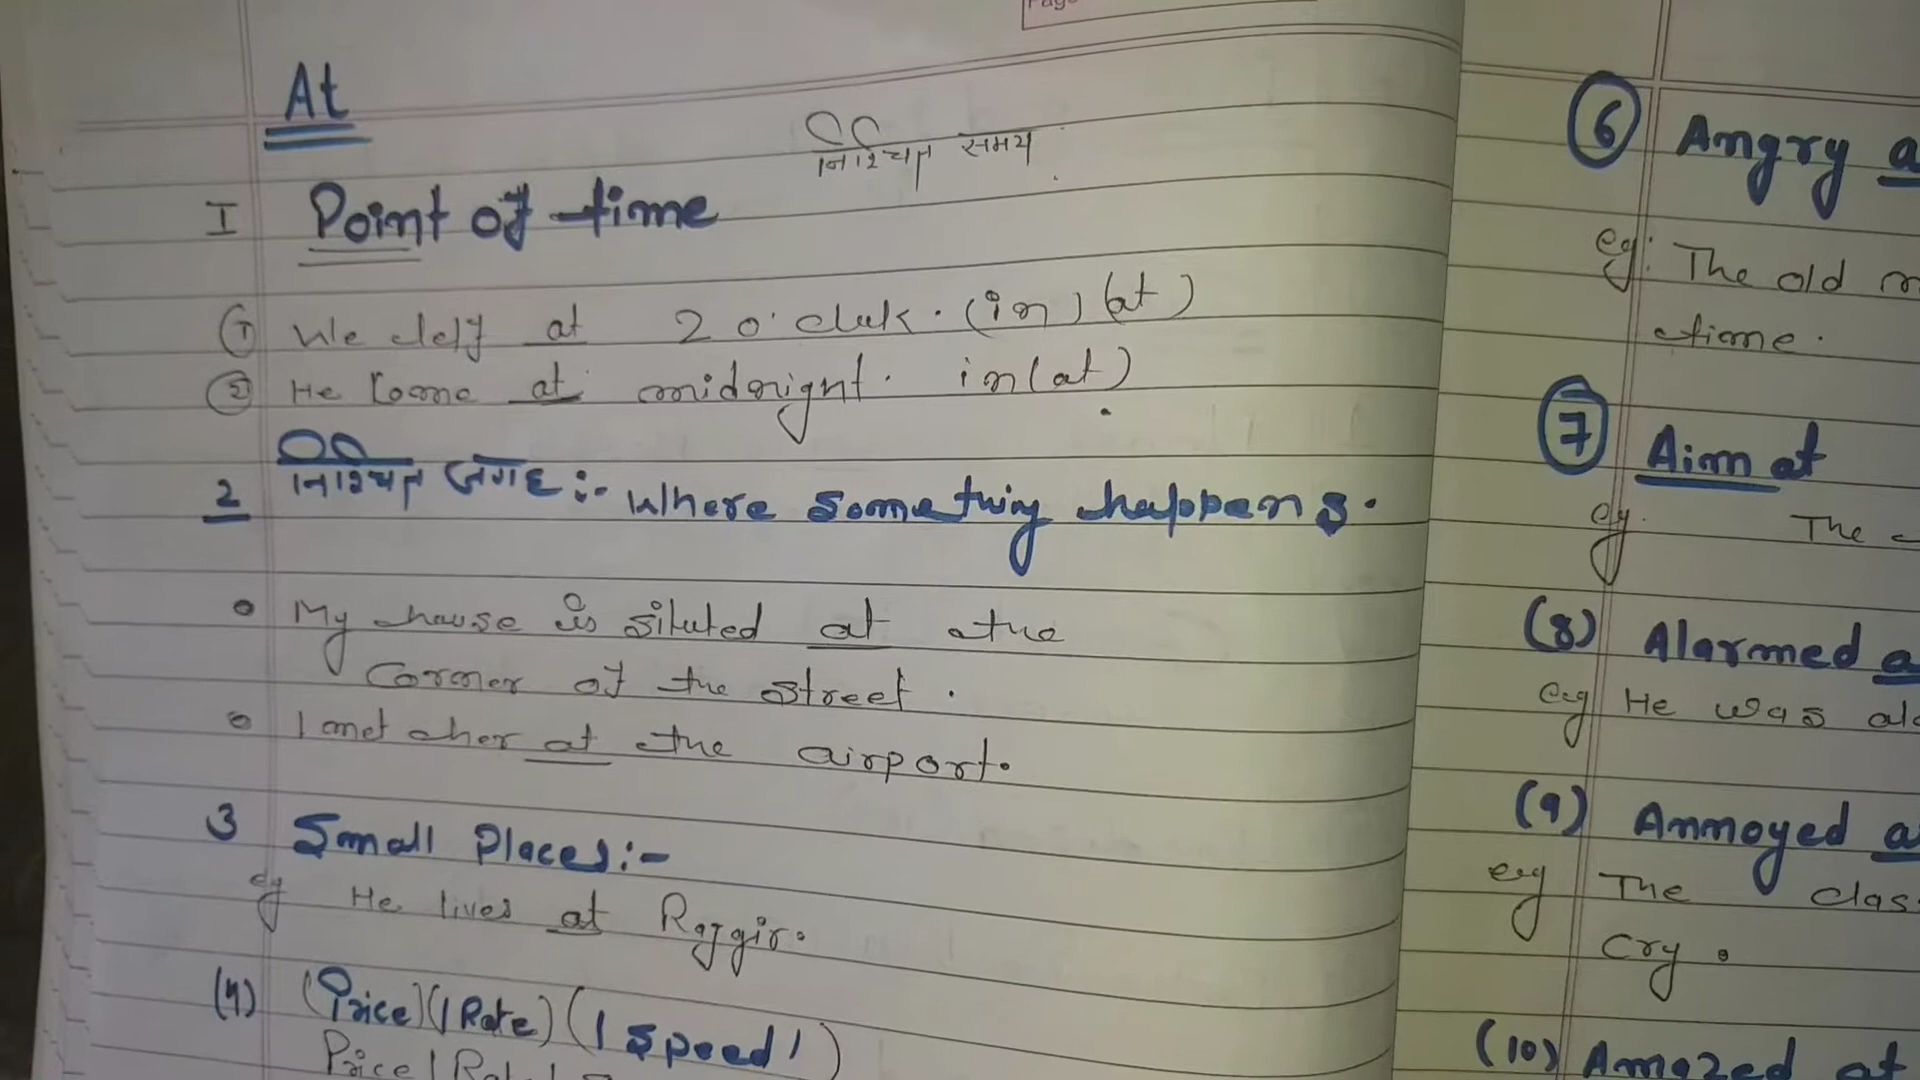 At
निश्चित समय
I Point of time
① We left at 2 o'clock. (in) (at)
② He come at midnight. in (at)
2 निश्चित जगह :- Where something happens.
My house is situted at the
Corner of the street.
I met her at the airport.
3 Small Places:-
eg He lives at Rajgir.
(4) (Price) (Rate) (Speed)
Price
6 Angry a
eg: The old
time.
7 Aim at
eg. The
(8) Alarmed a
eg He was
(9) Annoyed a
eg The
Cry.
(10) Amazed at